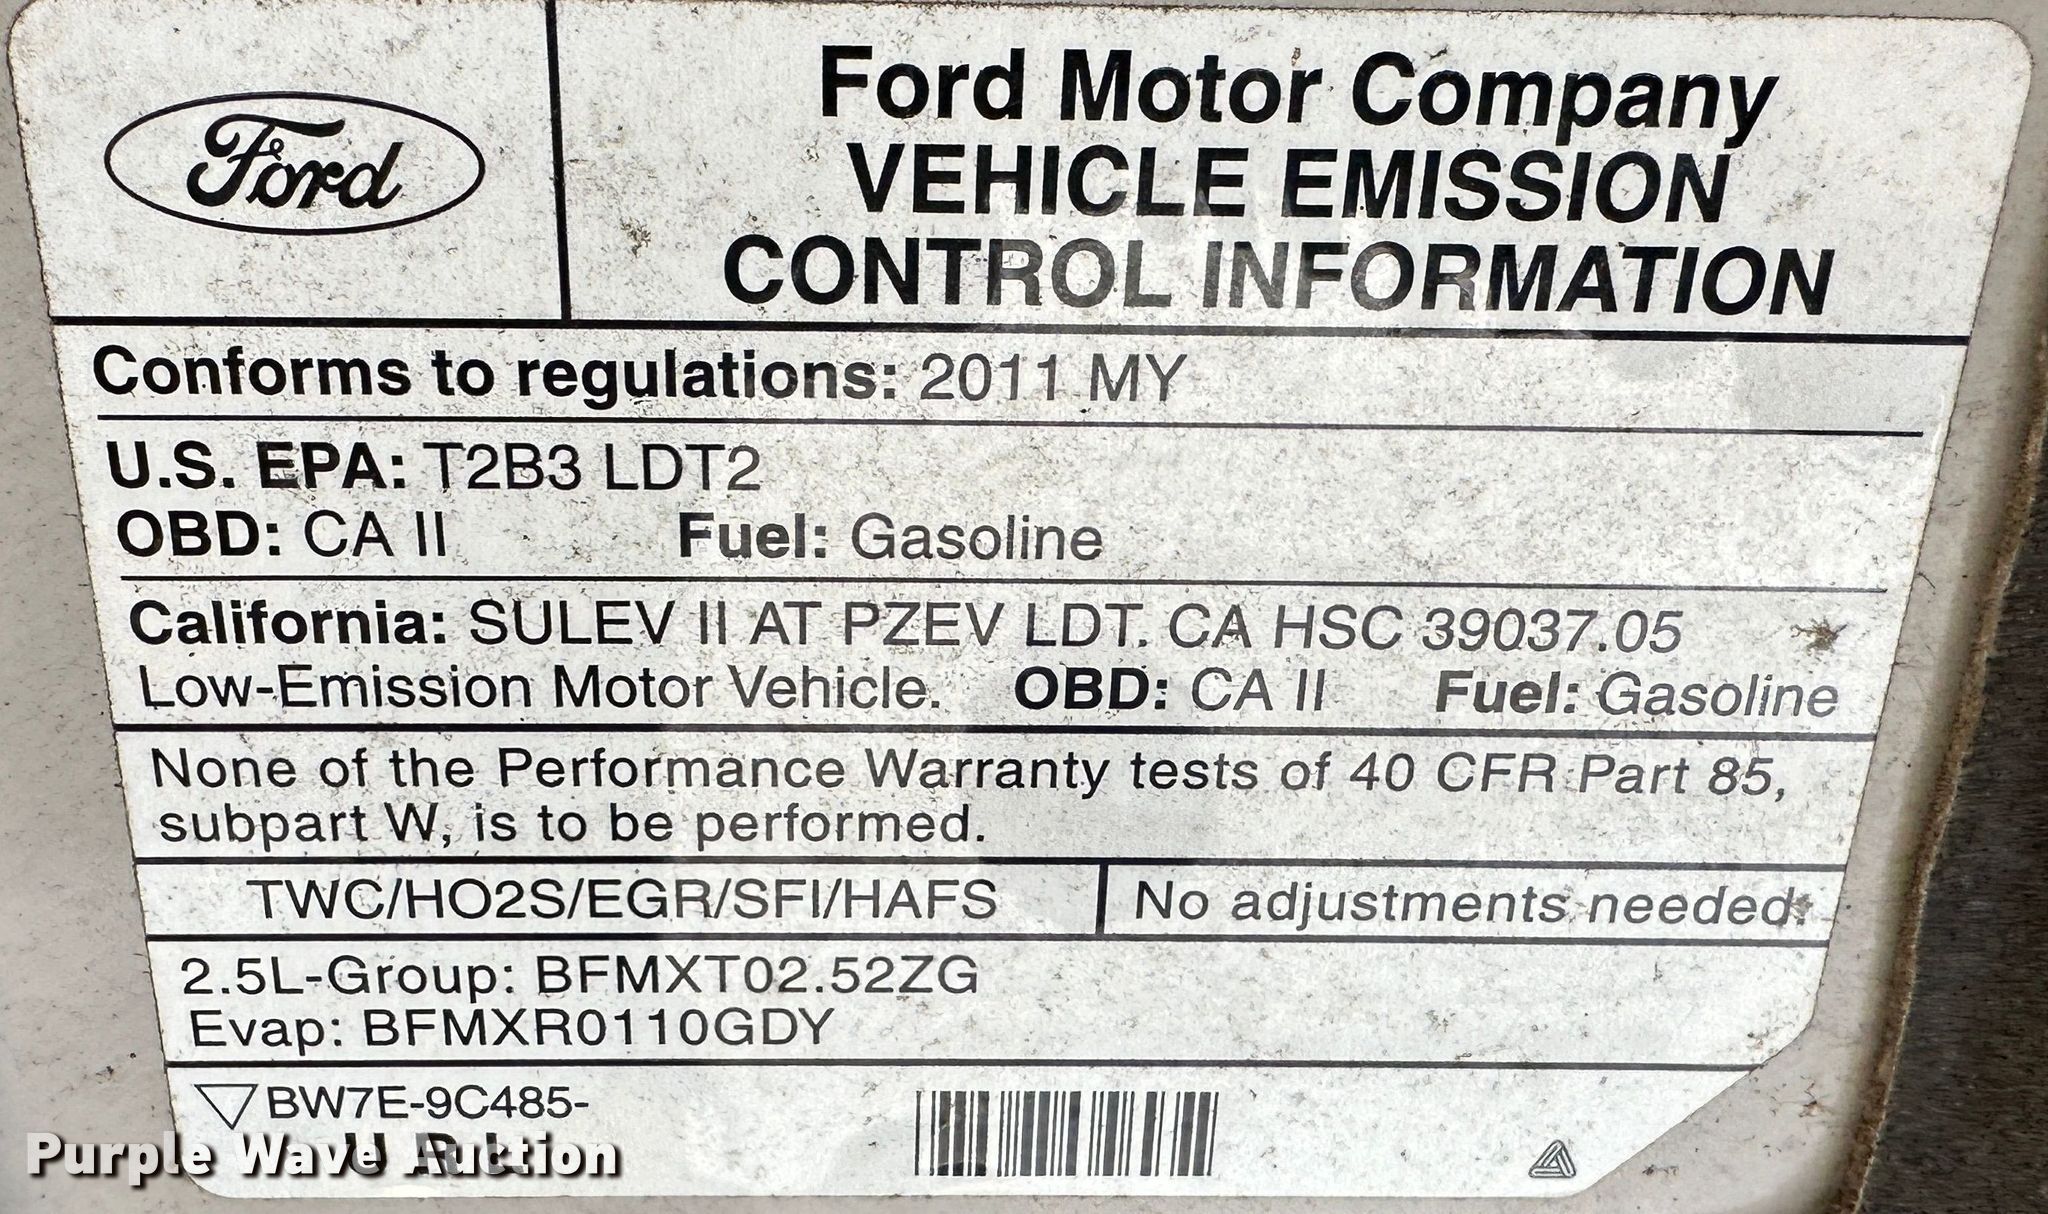 Ford
Ford Motor Company
VEHICLE EMISSION
CONTROL INFORMATION
Conforms to regulations: 2011 MY
U.S. EPA: T2B3 LDT2
OBD: CA II Fuel: Gasoline
California: SULEV II AT PZEV LDT. CA HSC 39037.05
Low-Emission Motor Vehicle. OBD: CA II Fuel: Gasoline
None of the Performance Warranty tests of 40 CFR Part 85,
subpart W, is to be performed.
TWC/HO2S/EGR/SFI/HAFS No adjustments needed.
2.5L-Group: BFMXT02.52ZG
Evap: BFMXR0110GDY
BW7E-9C485-
Purple Wave Auction